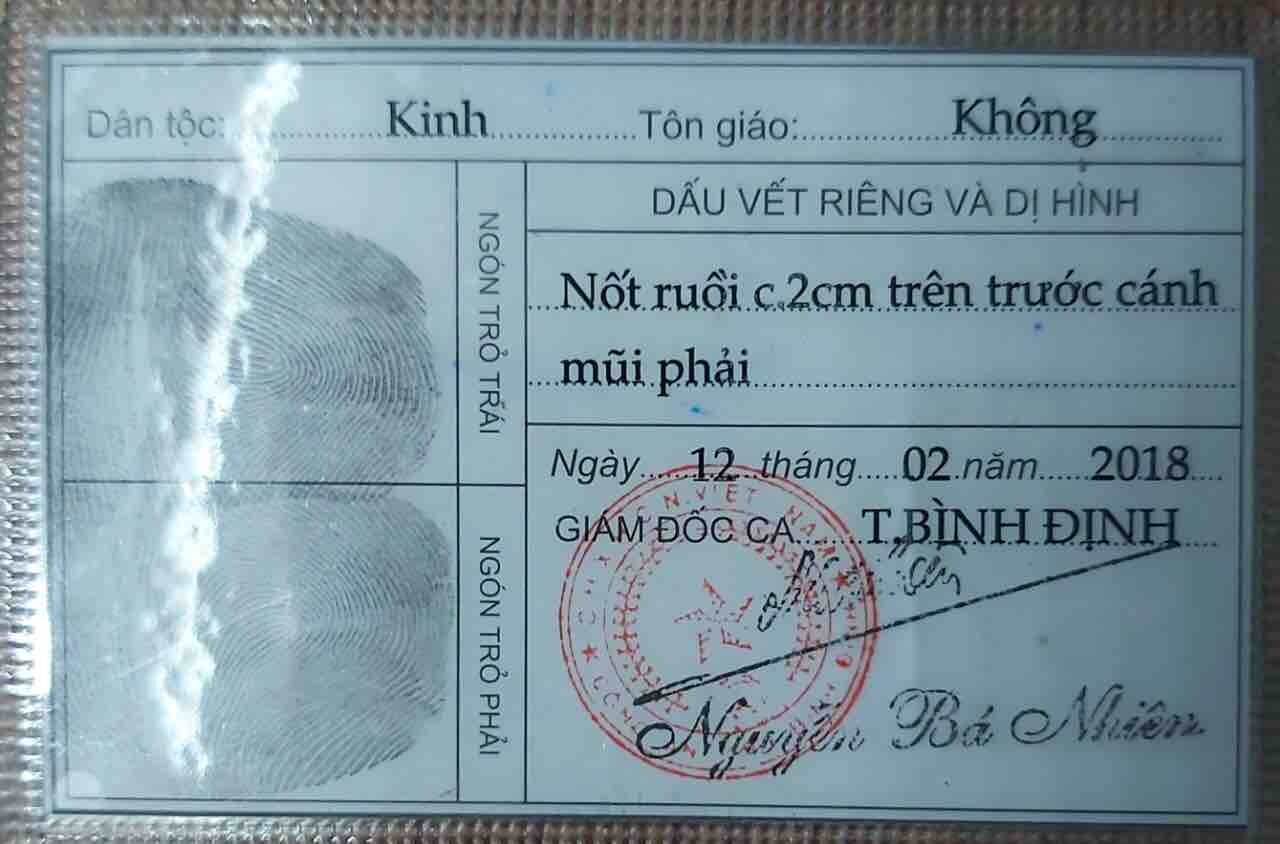 Dân tộc: Kinh Tôn giáo: Không
NGÓN TRỎ TRÁI
NGÓN TRỎ PHẢI
DẤU VẾT RIÊNG VÀ DỊ HÌNH
Nốt ruồi c.2cm trên trước cánh
mũi phải
Ngày 12 tháng 02 năm 2018
GIÁM ĐỐC CA T.BÌNH ĐỊNH
Nguyễn Bá Nhiên